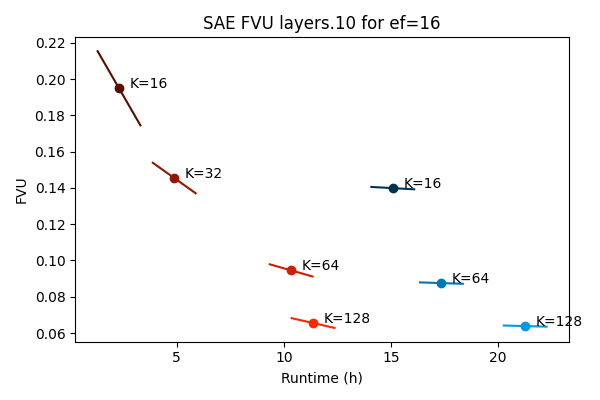 SAE FVU layers.10 for ef=16
0.22
0.20
0.18
0.16
0.14
0.12
0.10
0.08
0.06
FVU
K=16
K=32
K=16
K=64
K=64
K=128
K=128
5
10
15
20
Runtime (h)